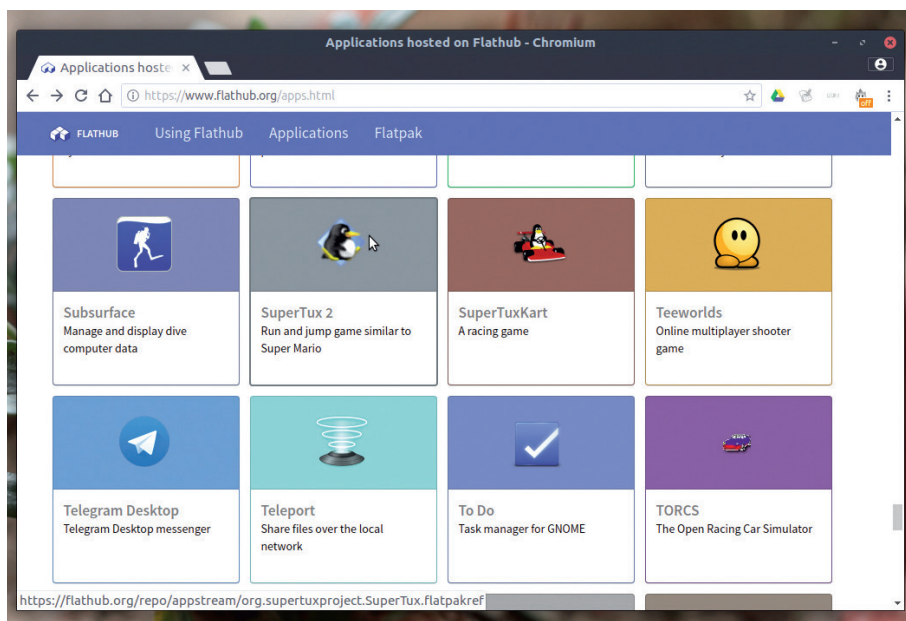 Applications hosted on Flathub - Chromium
Applications hoste
https://www.flathub.org/apps.html
off
FLATHUB Using Flathub Applications Flatpak
Subsurface
Manage and display dive
computer data
SuperTux 2
Run and jump game similar to
Super Mario
SuperTuxKart
A racing game
Teeworlds
Online multiplayer shooter
game
Telegram Desktop
Telegram Desktop messenger
Teleport
Share files over the local
network
To Do
Task manager for GNOME
TORCS
The Open Racing Car Simulator
https://flathub.org/repo/appstream/org.supertuxproject.SuperTux.flatpakref